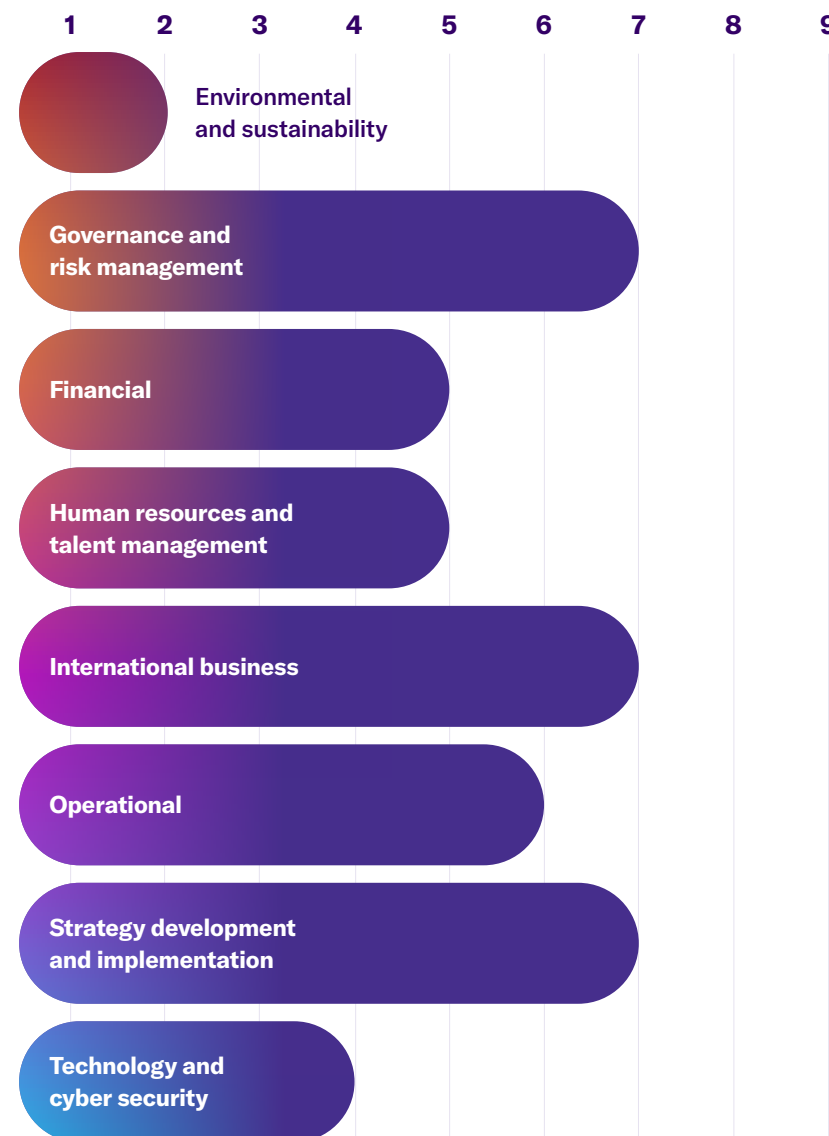 1 2 3 4 5 6 7 8 9
Environmental
and sustainability
Governance and
risk management
Financial
Human resources and
talent management
International business
Operational
Strategy development
and implementation
Technology and
cyber security